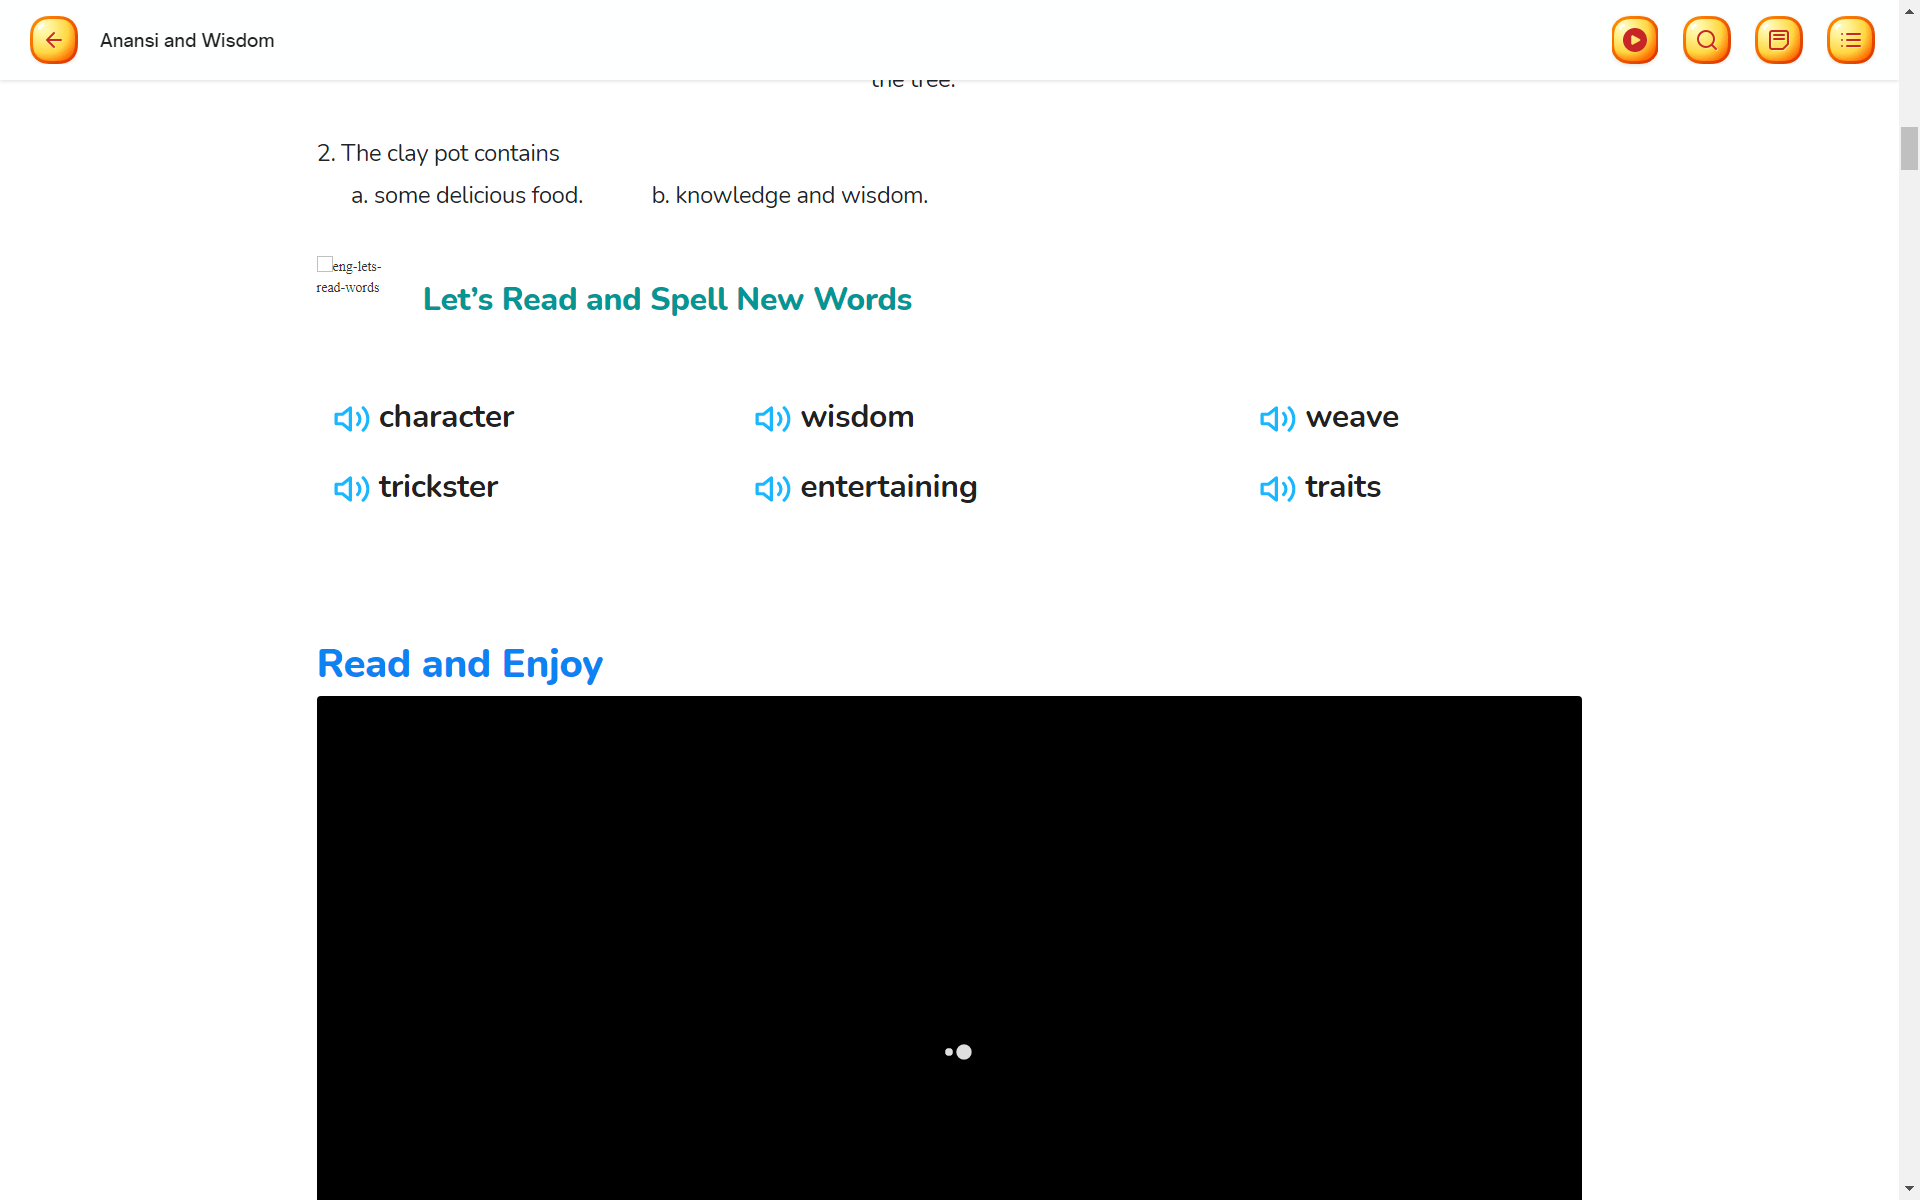 Anansi and Wisdom
the tree.
2. The clay pot contains
a. some delicious food. b. knowledge and wisdom.
eng-lets-
read-words
Let’s Read and Spell New Words
character wisdom weave
trickster entertaining traits
Read and Enjoy